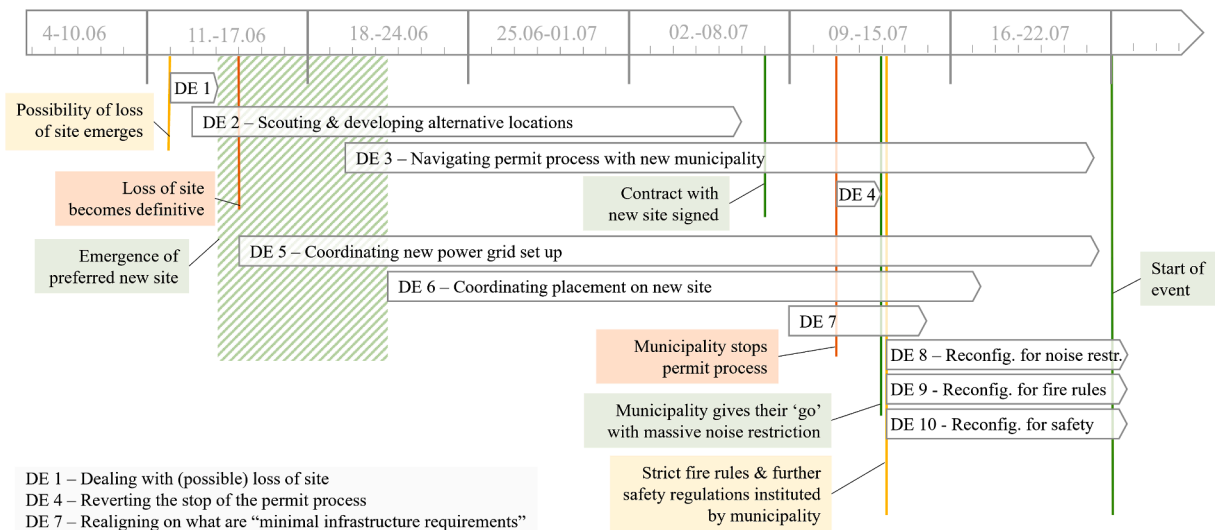 4-10.06
11.-17.06
18.-24.06
25.06-01.07
02.-08.07
09.-15.07
16.-22.07
DE 1
Possibility of loss
of site emerges
DE 2 – Scouting & developing alternative locations
DE 3 – Navigating permit process with new municipality
Loss of site
becomes definitive
Contract with
new site signed
DE 4
Emergence of
preferred new site
DE 5 – Coordinating new power grid set up
Start of
event
DE 6 – Coordinating placement on new site
DE 7
Municipality stops
permit process
DE 8 – Reconfig. for noise restr.
DE 9 - Reconfig. for fire rules
Municipality gives their ‘go’
with massive noise restriction
DE 10 - Reconfig. for safety
Strict fire rules & further
safety regulations instituted
by municipality
DE 1 – Dealing with (possible) loss of site
DE 4 – Reverting the stop of the permit process
DE 7 – Realigning on what are “minimal infrastructure requirements”